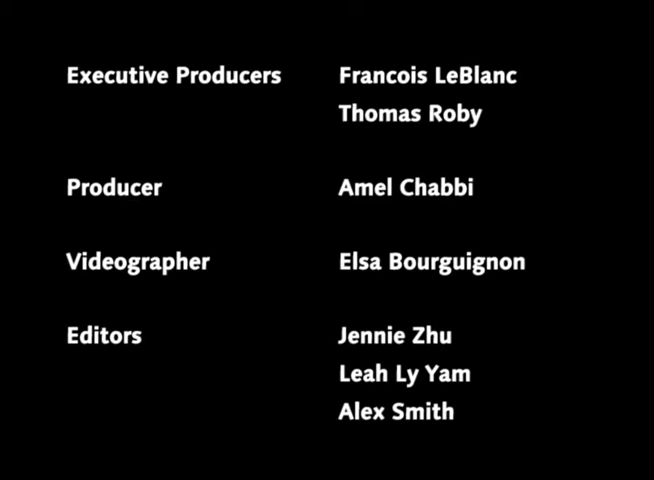 Executive Producers Francois LeBlanc
Thomas Roby
Producer Amel Chabbi
Videographer Elsa Bourguignon
Editors Jennie Zhu
Leah Ly Yam
Alex Smith